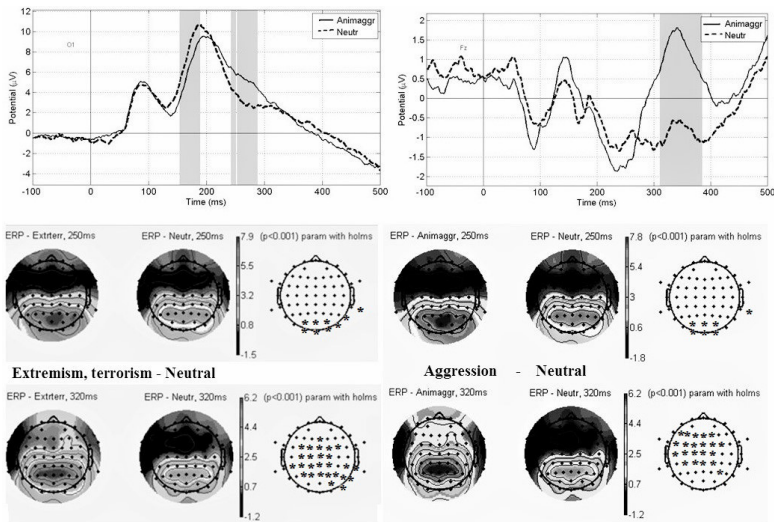 12
10
8
6
4
2
0
-2
-4
Potential (μV)
O1
Animaggr
Neutr
-100 0 100 200 300 400 500
Time (ms)
2
1.5
1
0.5
0
-0.5
-1
-1.5
-2
Potential (μV)
Fz
Animaggr
Neutr
-100 0 100 200 300 400 500
Time (ms)
ERP - Extrterr, 250ms ERP - Neutr, 250ms 7.9 (p<0.001) param with holms
5.5
3.2
0.8
-1.5
ERP - Animaggr, 250ms ERP - Neutr, 250ms 7.8 (p<0.001) param with holms
5.4
3
0.6
-1.8
Extremism, terrorism - Neutral
Aggression - Neutral
ERP - Extrterr, 320ms ERP - Neutr, 320ms 6.2 (p<0.001) param with holms
4.4
2.5
0.7
-1.2
ERP - Animaggr, 320ms ERP - Neutr, 320ms 6.2 (p<0.001) param with holms
4.4
2.5
0.7
-1.2